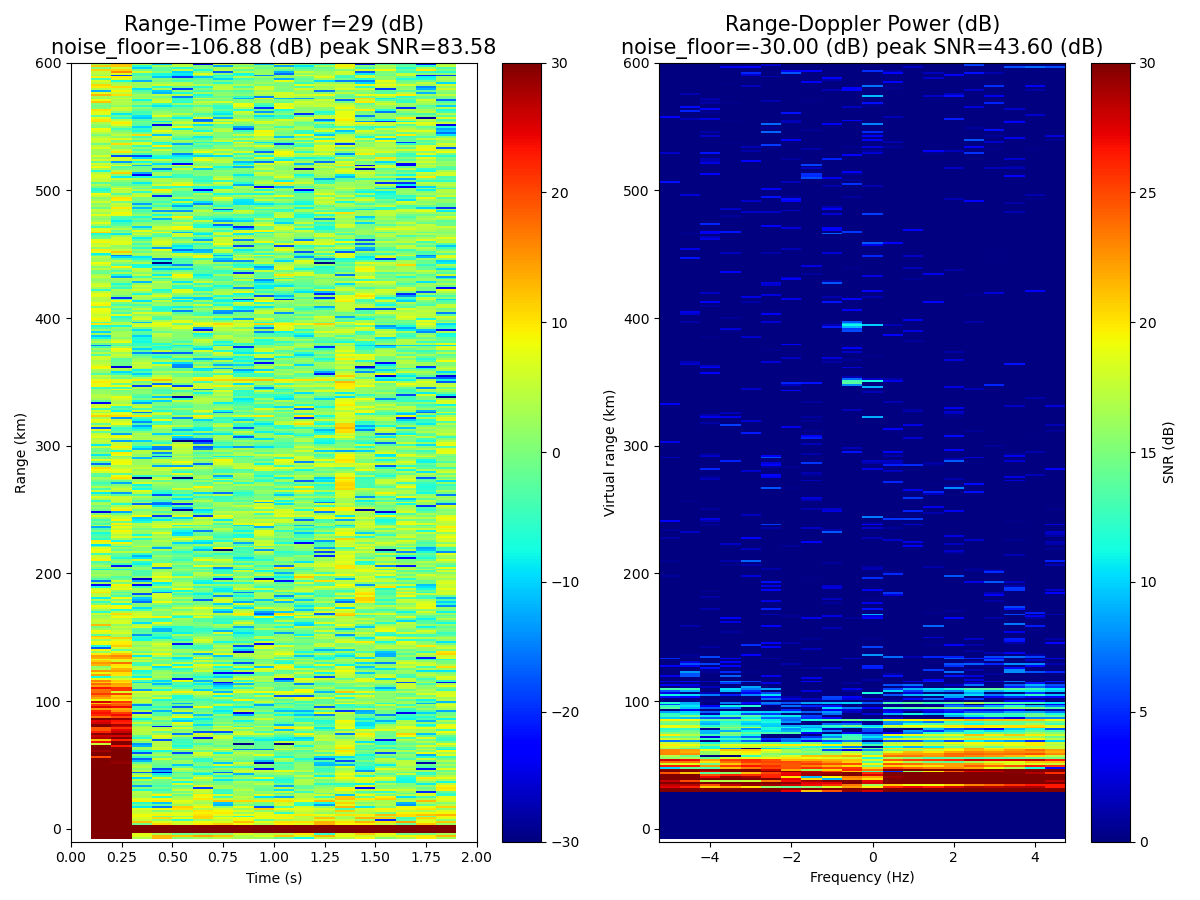 Range-Time Power f=29 (dB)
noise_floor=-106.88 (dB) peak SNR=83.58
Range (km)
600
500
400
300
200
100
0
0.00 0.25 0.50 0.75 1.00 1.25 1.50 1.75 2.00
Time (s)
30
20
10
0
−10
−20
−30
Range-Doppler Power (dB)
noise_floor=-30.00 (dB) peak SNR=43.60 (dB)
Virtual range (km)
600
500
400
300
200
100
0
−4 −2 0 2 4
Frequency (Hz)
30
25
20
15
10
5
0
SNR (dB)